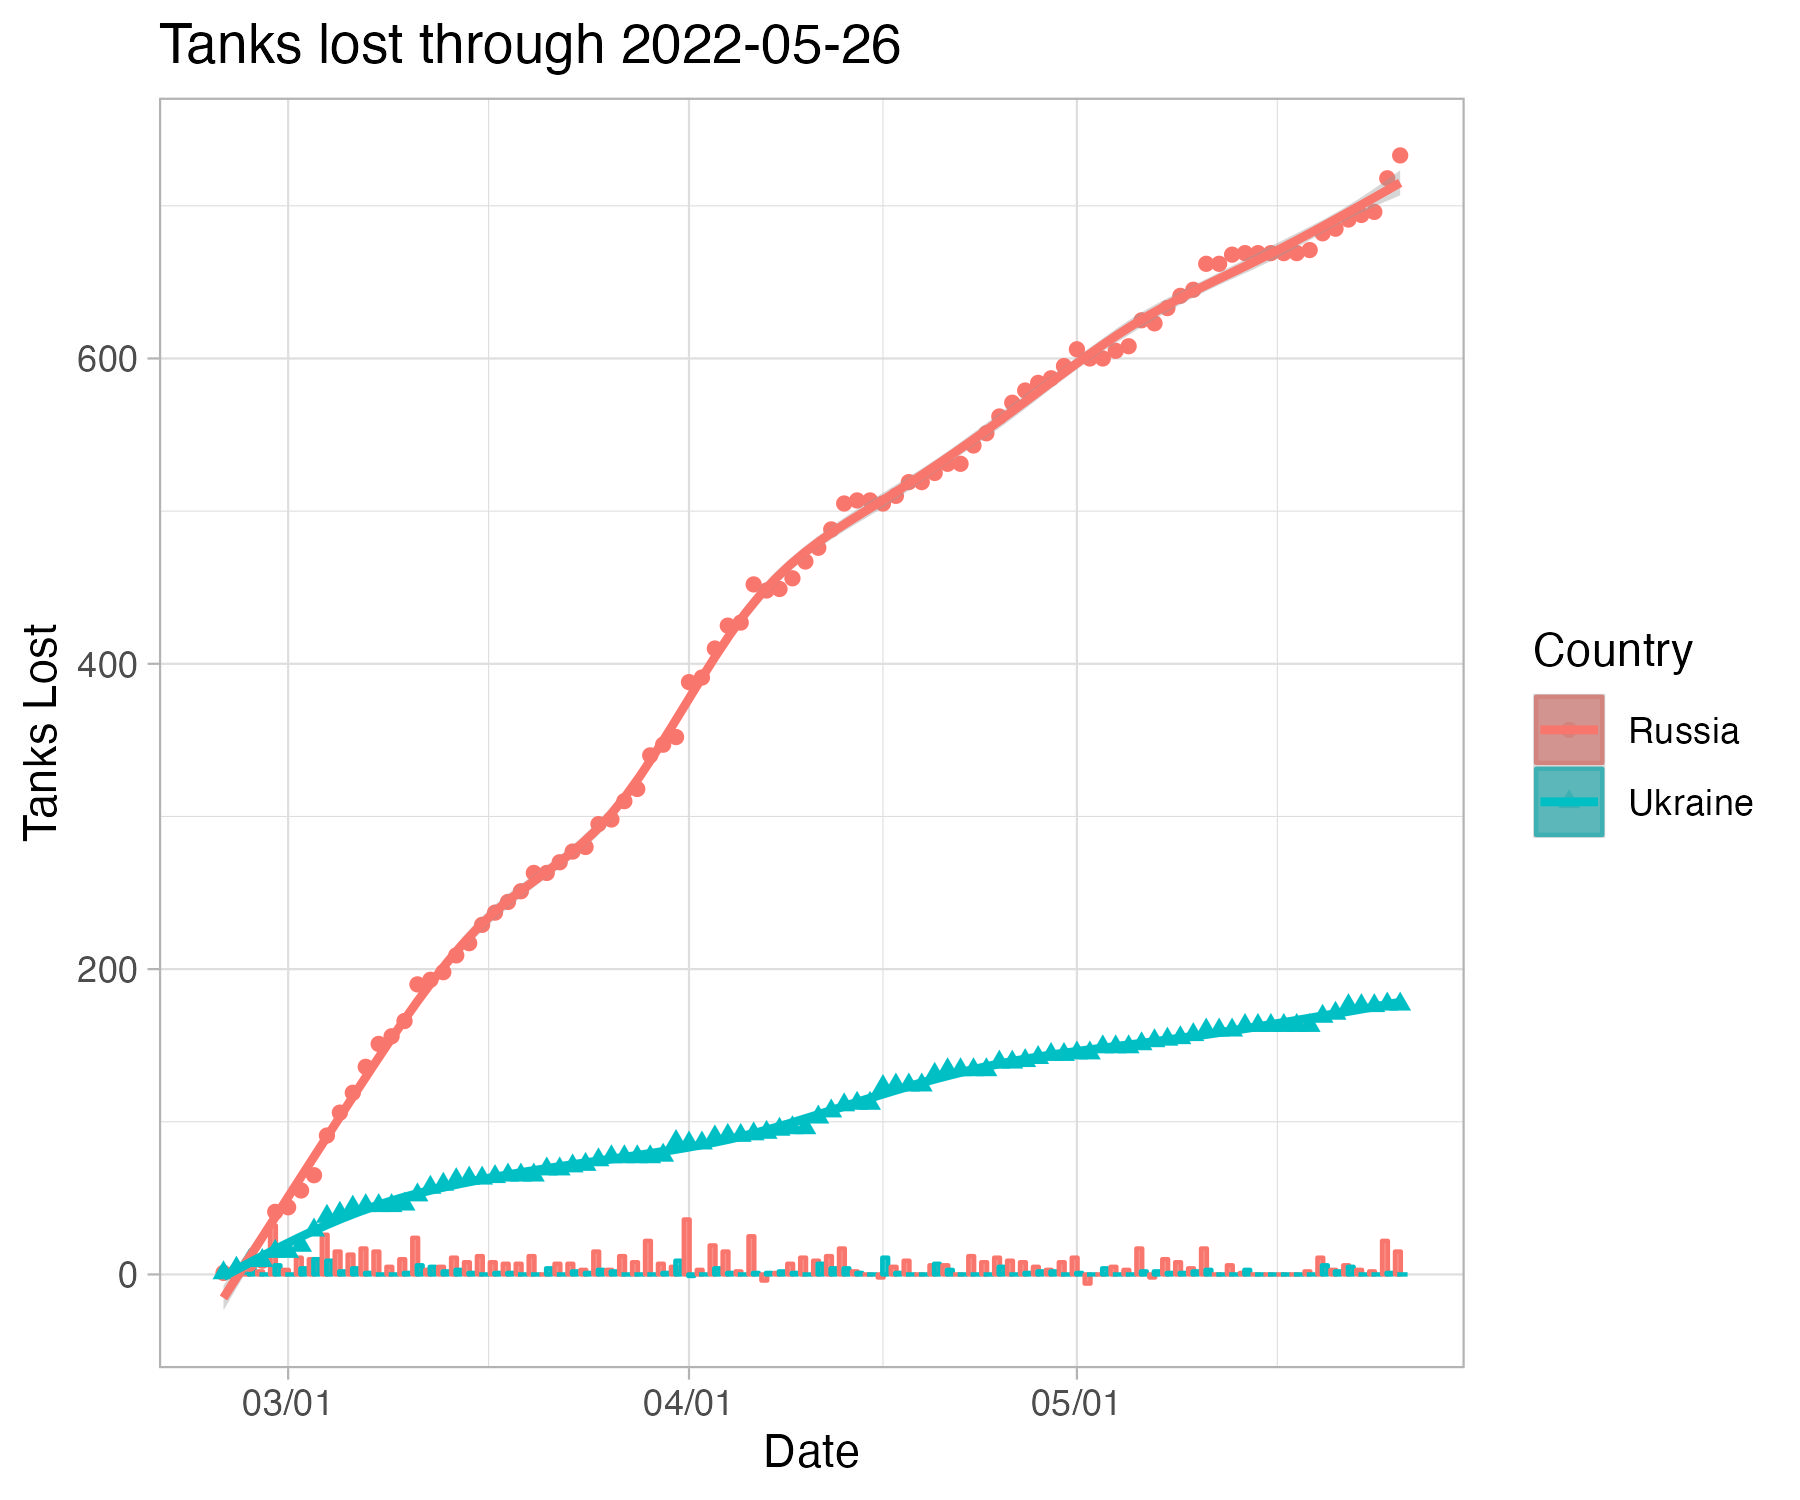 Tanks lost through 2022-05-26
Tanks Lost
600
400
200
0
03/01 04/01 05/01
Date
Country
Russia
Ukraine